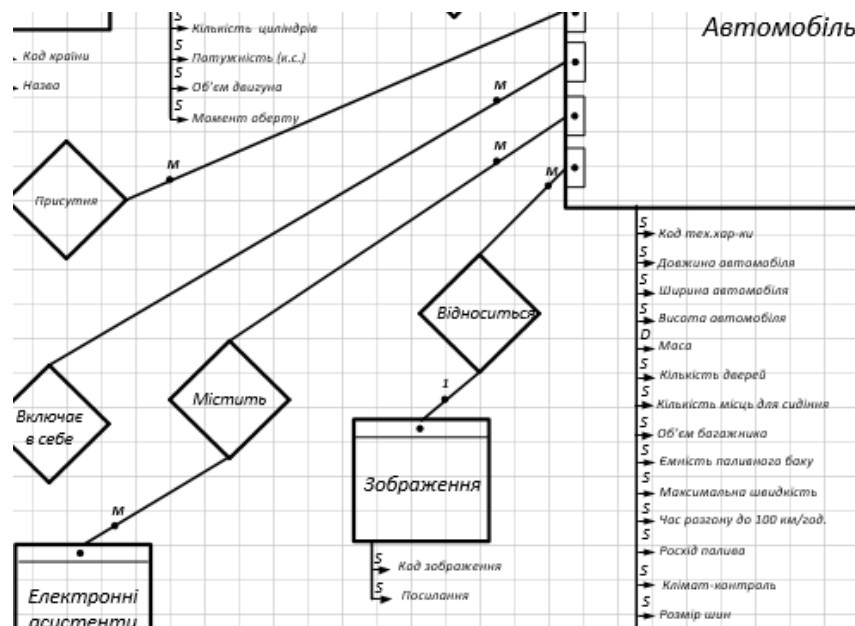 S
Кількість циліндрів
S
Потужність (к.с.)
S
Об'єм двигуна
S
Момент оберту
Код країни
Назва
Автомобіль
M
M
M
M
Присутня
Відноситься
Містить
Включає
в себе
1
M
Зображення
S
Код зображення
S
Посилання
Електронні
асистенти
S
Код тех.хар-ки
S
Довжина автомобіля
S
Ширина автомобіля
S
Висота автомобіля
D
Маса
S
Кількість дверей
S
Кількість місць для сидіння
S
Об'єм багажника
S
Ємність паливного баку
S
Максимальна швидкість
S
Час розгону до 100 км/год.
S
Росхід палива
S
Клімат-контроль
S
Розмір шин